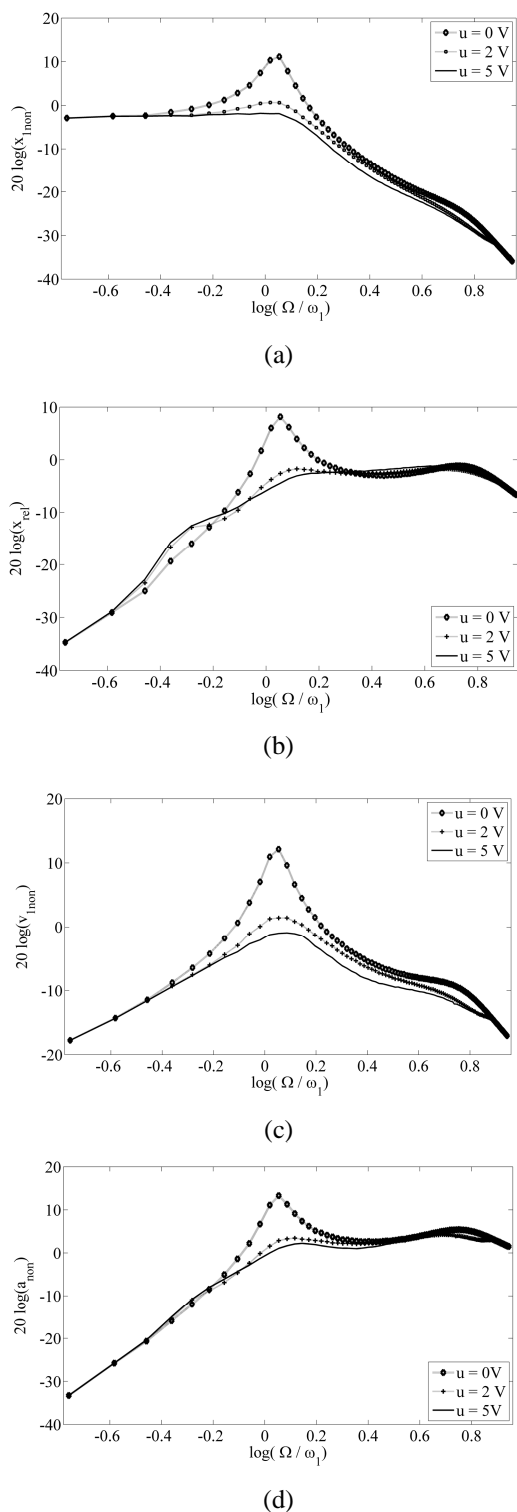 20
10
0
-10
-20
-30
-40
20 log(x1non)
u = 0 V
u = 2 V
u = 5 V
-0.6 -0.4 -0.2 0 0.2 0.4 0.6 0.8
log( Ω / ω1)
(a)
10
0
-10
-20
-30
-40
20 log(xrel)
u = 0 V
u = 2 V
u = 5 V
-0.6 -0.4 -0.2 0 0.2 0.4 0.6 0.8
log( Ω / ω1)
(b)
20
10
0
-10
-20
20 log(v1non)
u = 0 V
u = 2 V
u = 5 V
-0.6 -0.4 -0.2 0 0.2 0.4 0.6 0.8
log( Ω / ω1)
(c)
20
10
0
-10
-20
-30
-40
20 log(anon)
u = 0V
u = 2 V
u = 5V
-0.6 -0.4 -0.2 0 0.2 0.4 0.6 0.8
log( Ω / ω1)
(d)